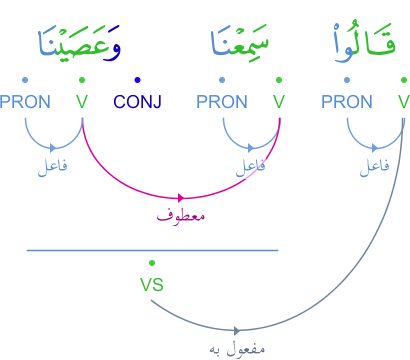 قَالُوا۟ سَمِعْنَا وَعَصَيْنَا
PRON V CONJ PRON V PRON V
فاعل فاعل فاعل
معطوف
VS
مفعول به